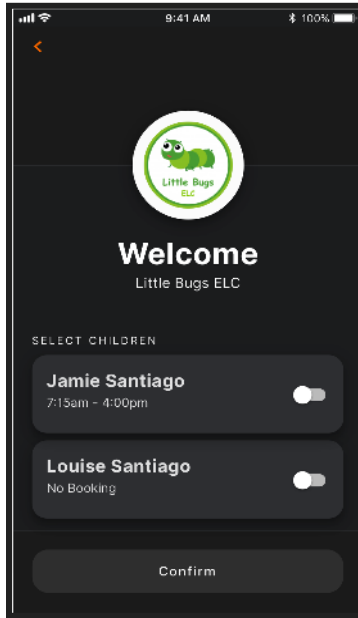 9:41 AM
100%
Little Bugs
ELC
Welcome
Little Bugs ELC
SELECT CHILDREN
Jamie Santiago
7:15am - 4:00pm
Louise Santiago
No Booking
Confirm